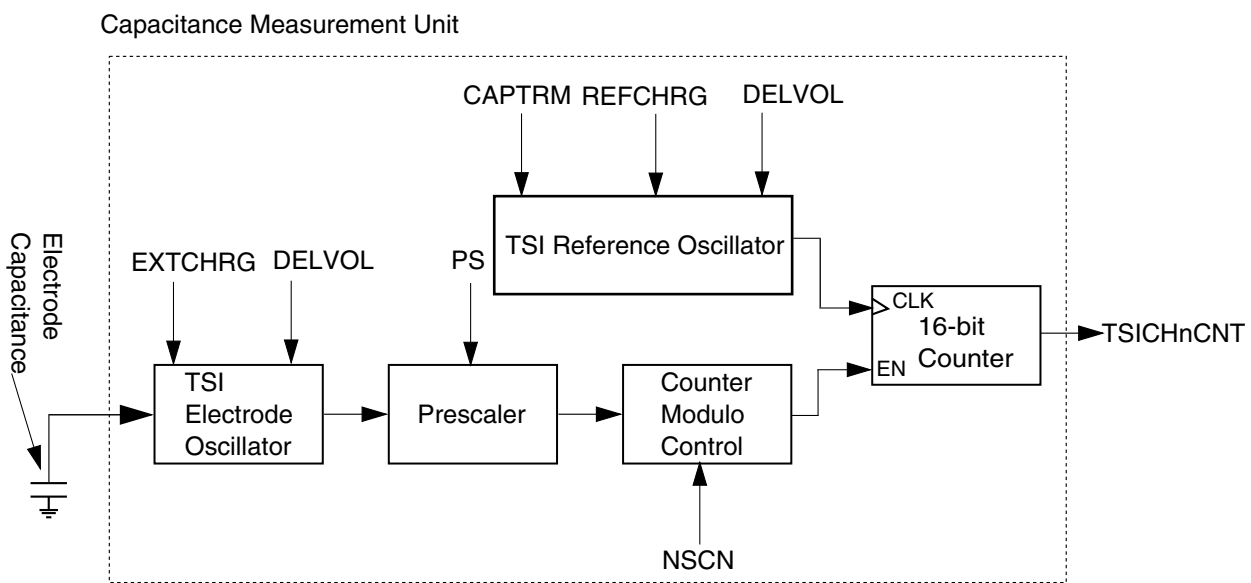 Capacitance Measurement Unit
CAPTRM REFCHRG DELVOL
TSI Reference Oscillator
Electrode
Capacitance
EXTCHRG DELVOL
PS
CLK
16-bit
Counter
EN
TSICHnCNT
TSI
Electrode
Oscillator
Prescaler
Counter
Modulo
Control
NSCN